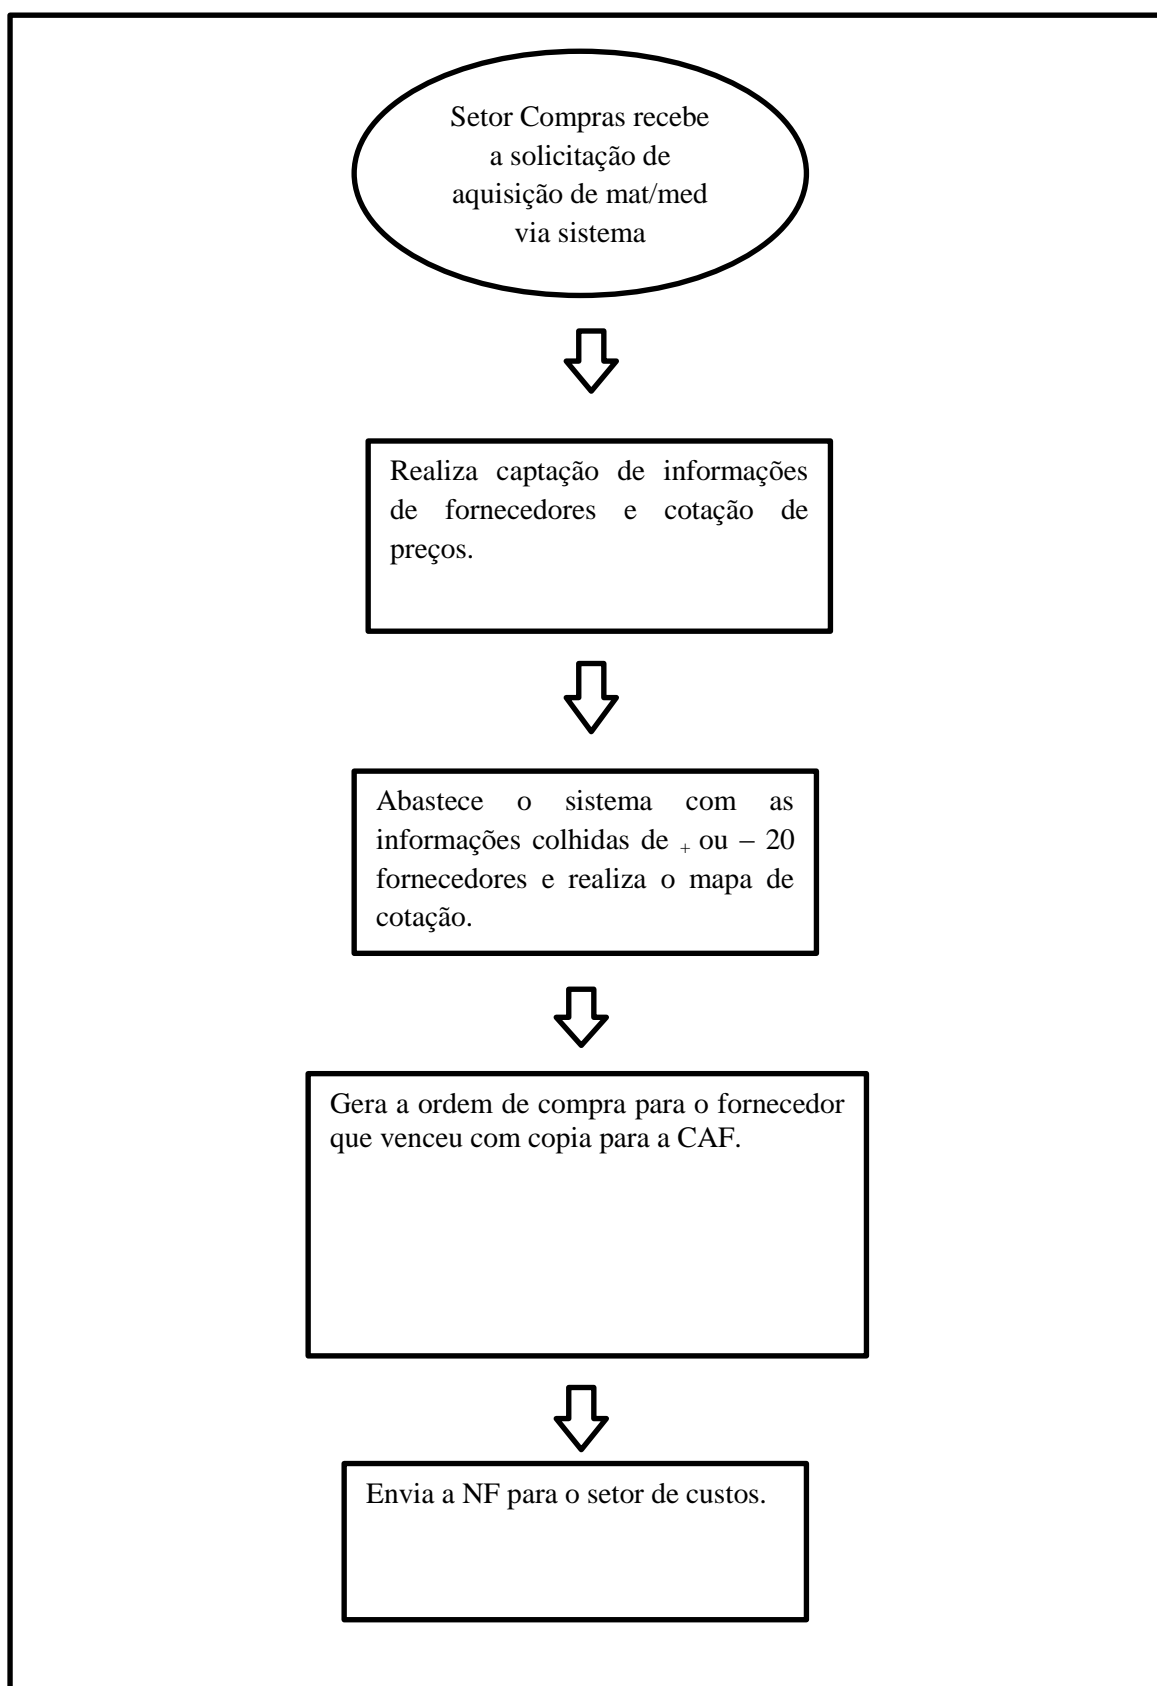 Setor Compras recebe
a solicitação de
aquisição de mat/med
via sistema
Realiza captação de informações
de fornecedores e cotação de
preços.
Abastece o sistema com as
informações colhidas de + ou – 20
fornecedores e realiza o mapa de
cotação.
Gera a ordem de compra para o fornecedor
que venceu com copia para a CAF.
Envia a NF para o setor de custos.